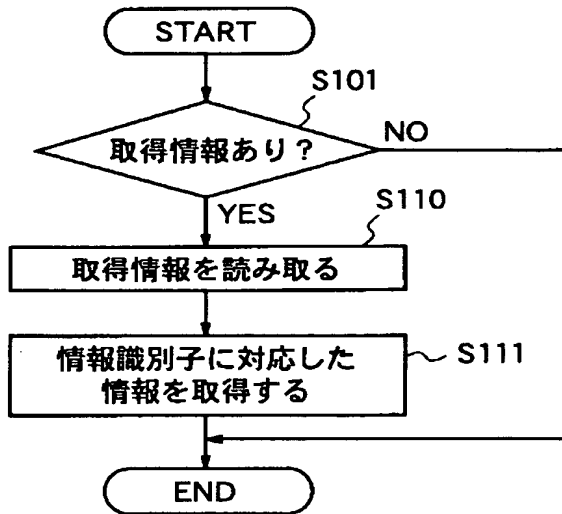 START
S101
取得情報あり？
NO
YES
S110
取得情報を読み取る
情報識別子に対応した
情報を取得する
S111
END